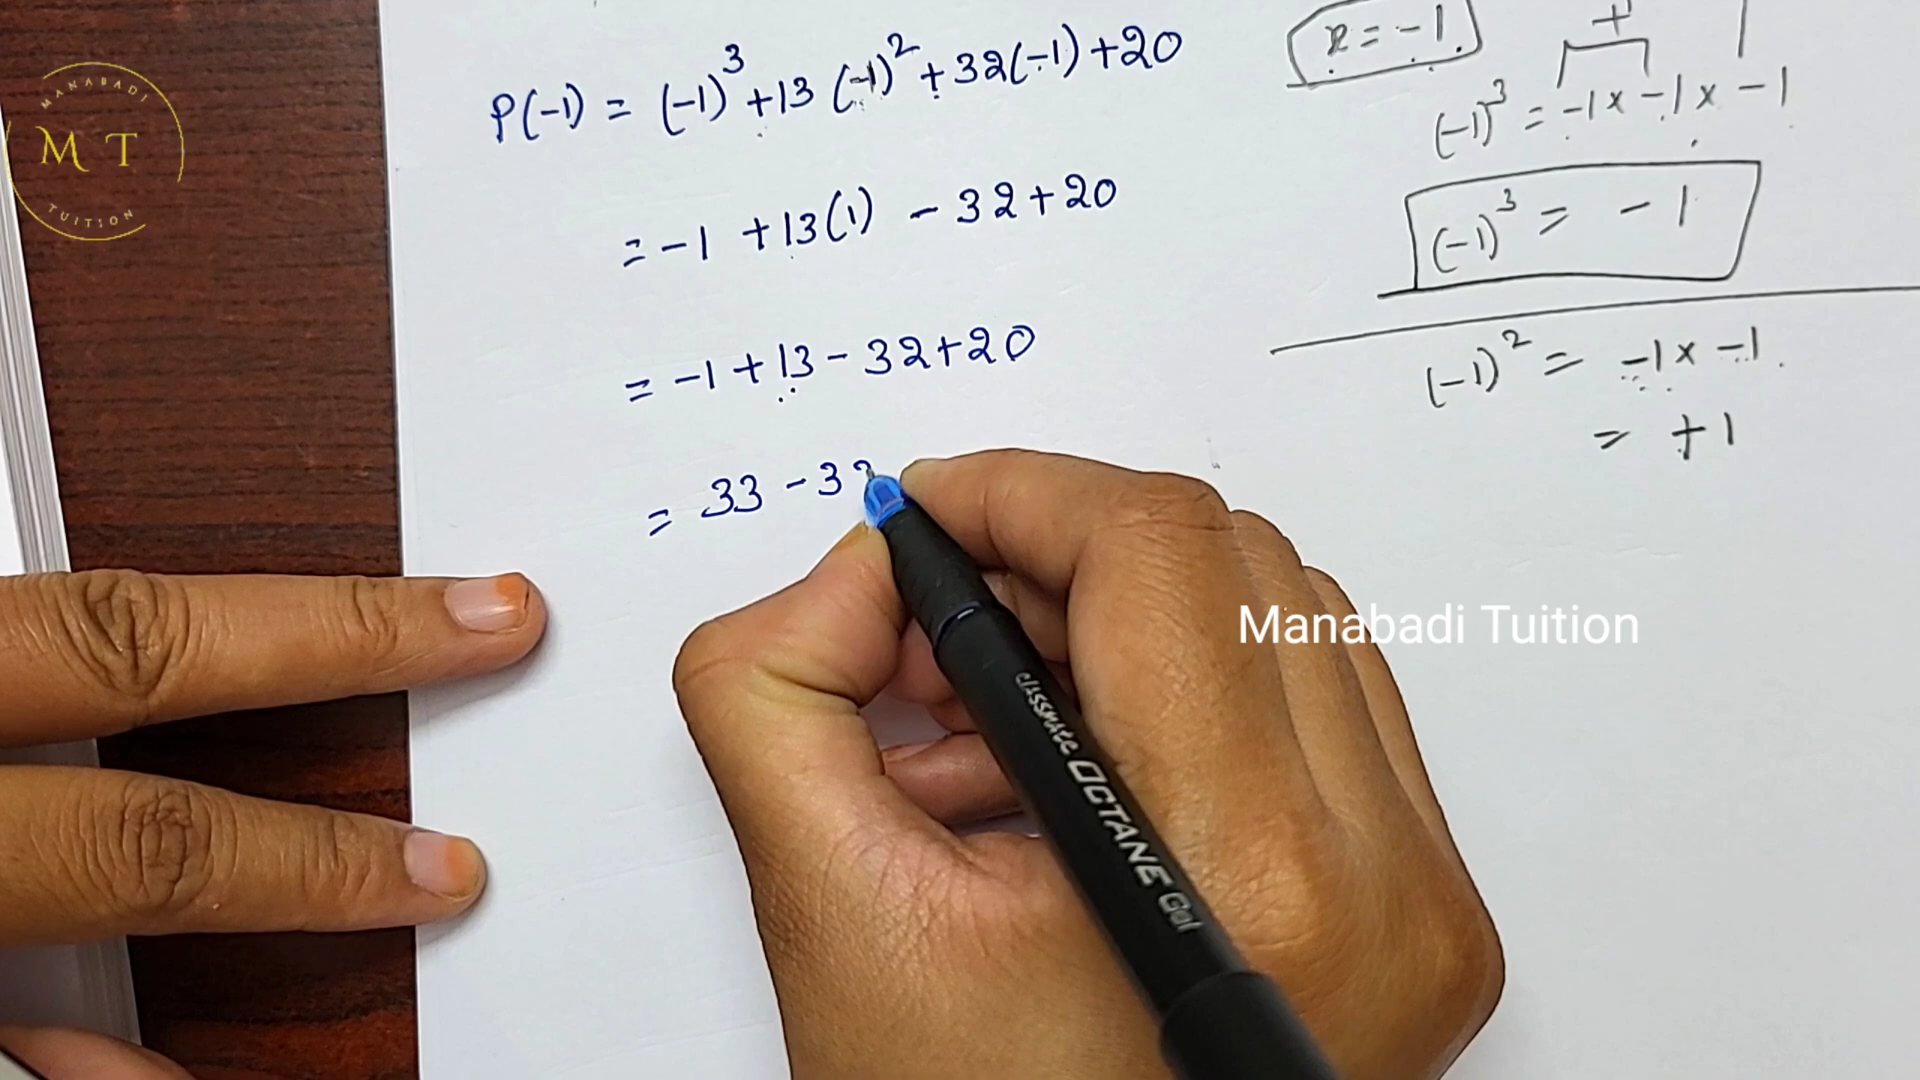 MANABADI
M T
TUITION
P(-1) = (-1)³ + 13 (-1)² + 32(-1) + 20
= -1 + 13(1) - 32 + 20
= -1 + 13 - 32 + 20
= 33 - 3
x = -1
+
(-1)³ = -1 x -1 x -1
(-1)³ = -1
(-1)² = -1 x -1
= +1
Manabadi Tuition
classmate OCTANE Gel